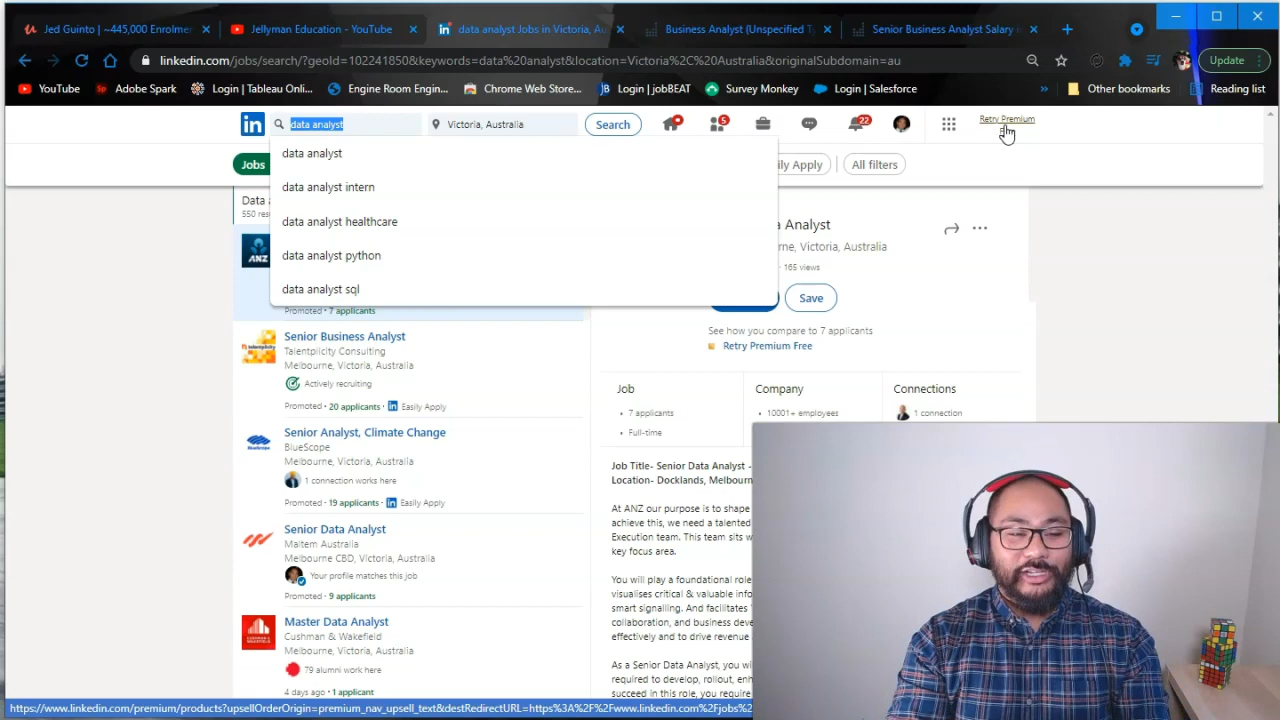 Jed Guinto | ~445,000 Enrolmer
Jellyman Education - YouTube
data analyst Jobs in Victoria, Au
Business Analyst (Unspecified T
Senior Business Analyst Salary
linkedin.com/jobs/search/?geoId=102241850&keywords=data%20analyst&location=Victoria%2C%20Australia&originalSubdomain=au
Update
YouTube
Adobe Spark
Login | Tableau Onli...
Engine Room Engin...
Chrome Web Store...
Login | jobBEAT
Survey Monkey
Login | Salesforce
Other bookmarks
Reading list
in
data analyst
Victoria, Australia
Search
5
22
Retry Premium
Jobs
ily Apply
All filters
data analyst
data analyst intern
data analyst healthcare
data analyst python
data analyst sql
Data a
550 resu
ANZ
Promoted • 7 applicants
Senior Business Analyst
Talentplicity Consulting
Melbourne, Victoria, Australia
Actively recruiting
Promoted • 20 applicants • in Easily Apply
Senior Analyst, Climate Change
BlueScope
Melbourne, Victoria, Australia
1 connection works here
Promoted • 19 applicants • in Easily Apply
Senior Data Analyst
Maltem Australia
Melbourne CBD, Victoria, Australia
Your profile matches this job
Promoted • 9 applicants
Master Data Analyst
Cushman & Wakefield
Melbourne, Victoria, Australia
79 alumni work here
4 days ago • 1 applicant
a Analyst
ne, Victoria, Australia
• 165 views
Save
See how you compare to 7 applicants
Retry Premium Free
Job
• 7 applicants
• Full-time
Company
• 10001+ employees
Connections
1 connection
Job Title- Senior Data Analyst -
Location- Docklands, Melbourn
At ANZ our purpose is to shape
achieve this, we need a talented
Execution team. This team sits w
key focus area.
You will play a foundational role
visualises critical & valuable info
smart signalling. And facilitates
collaboration, and business deve
effectively and to drive revenue
As a Senior Data Analyst, you wi
required to develop, rollout, enh
succeed in this role, you require
https://www.linkedin.com/premium/products?upsellOrderOrigin=premium_nav_upsell_text&destRedirectURL=https%3A%2F%2Fwww.linkedin.com%2Fjobs%2